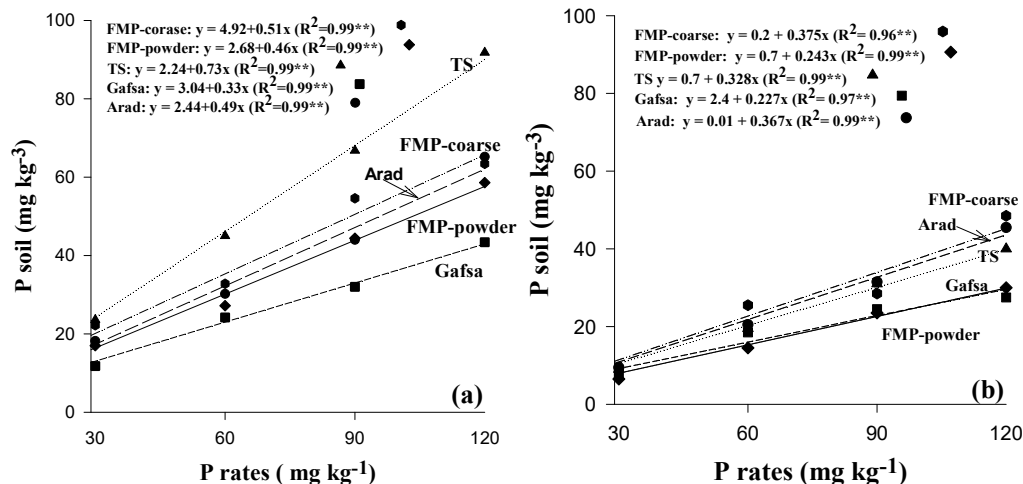 FMP-corase: y = 4.92+0.51x (R2=0.99**)
FMP-powder: y = 2.68+0.46x (R2=0.99**)
TS: y = 2.24+0.73x (R2=0.99**)
Gafsa: y = 3.04+0.33x (R2=0.99**)
Arad: y = 2.44+0.49x (R2=0.99**)
TS
FMP-coarse
Arad
FMP-powder
Gafsa
(a)
100
80
60
40
20
0
30 60 90 120
P soil (mg kg-3)
P rates ( mg kg-1)
FMP-coarse: y = 0.2 + 0.375x (R2= 0.96**)
FMP-powder: y = 0.7 + 0.243x (R2= 0.99**)
TS y = 0.7 + 0.328x (R2= 0.99**)
Gafsa: y = 2.4 + 0.227x (R2= 0.97**)
Arad: y = 0.01 + 0.367x (R2= 0.99**)
FMP-coarse
Arad
TS
Gafsa
FMP-powder
(b)
100
80
60
40
20
0
30 60 90 120
P soil (mg kg-3)
P rates (mg kg-1)